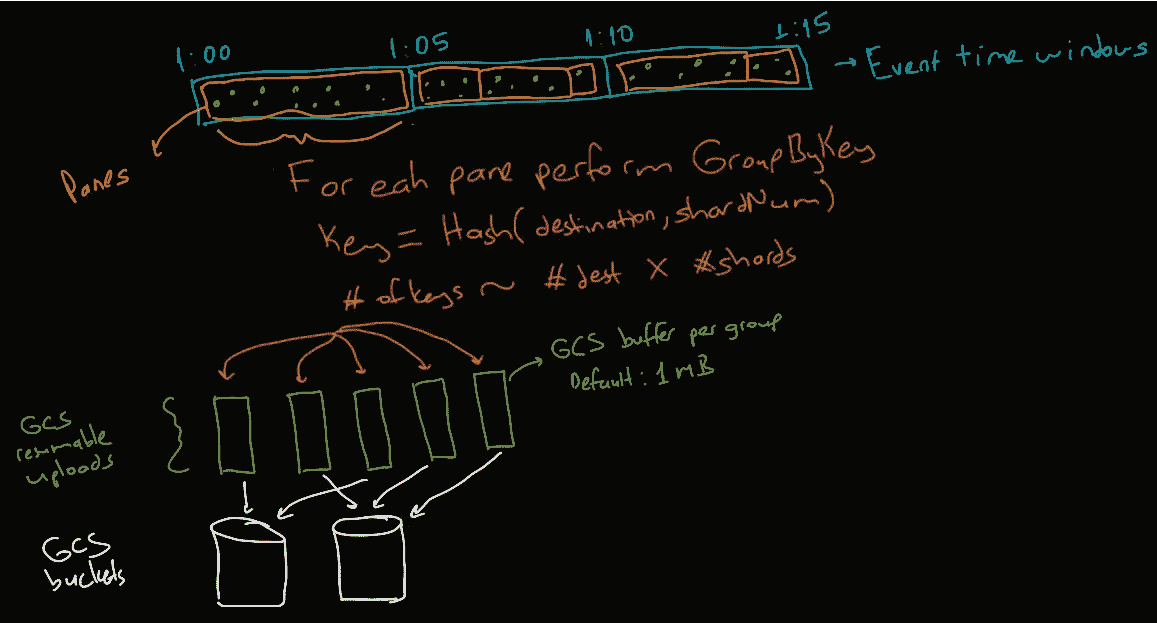 1:00
1:05
1:10
1:15
→ Event time windows
Panes
For eah pane perform GroupByKey
Key = Hash(destination, shardNum)
# of keys ~ # dest X #shards
GCS buffer per group
Default: 1 MB
GCS
resumable
uploads
GCS
buckets